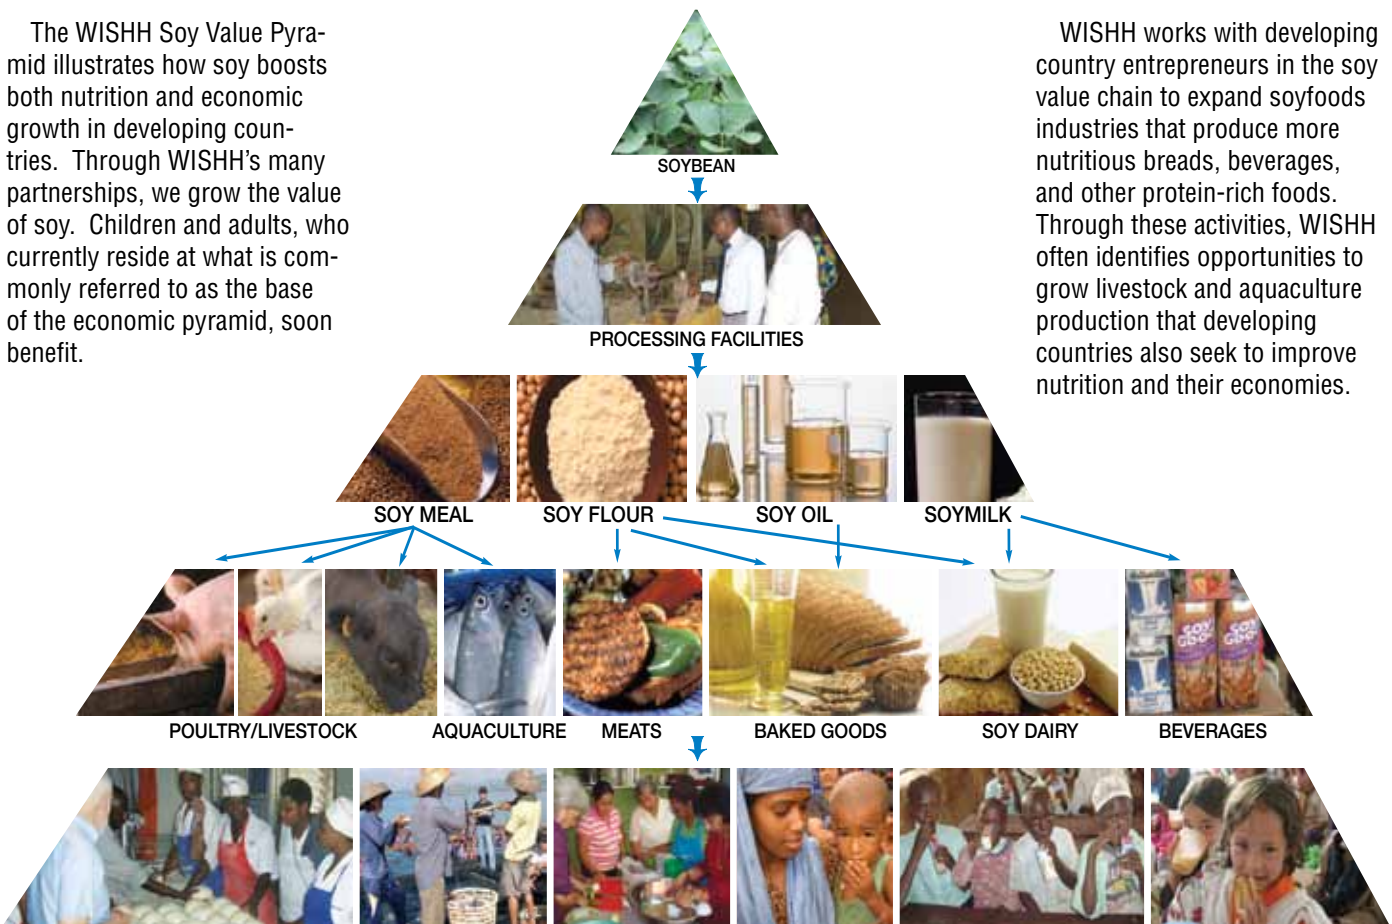 The WISHH Soy Value Pyra-
mid illustrates how soy boosts
both nutrition and economic
growth in developing coun-
tries. Through WISHH's many
partnerships, we grow the value
of soy. Children and adults, who
currently reside at what is com-
monly referred to as the base
of the economic pyramid, soon
benefit.
WISHH works with developing
country entrepreneurs in the soy
value chain to expand soyfoods
industries that produce more
nutritious breads, beverages,
and other protein-rich foods.
Through these activities, WISHH
often identifies opportunities to
grow livestock and aquaculture
production that developing
countries also seek to improve
nutrition and their economies.
SOYBEAN
PROCESSING FACILITIES
SOY MEAL
SOY FLOUR
SOY OIL
SOYMILK
POULTRY/LIVESTOCK
AQUACULTURE
MEATS
BAKED GOODS
SOY DAIRY
BEVERAGES